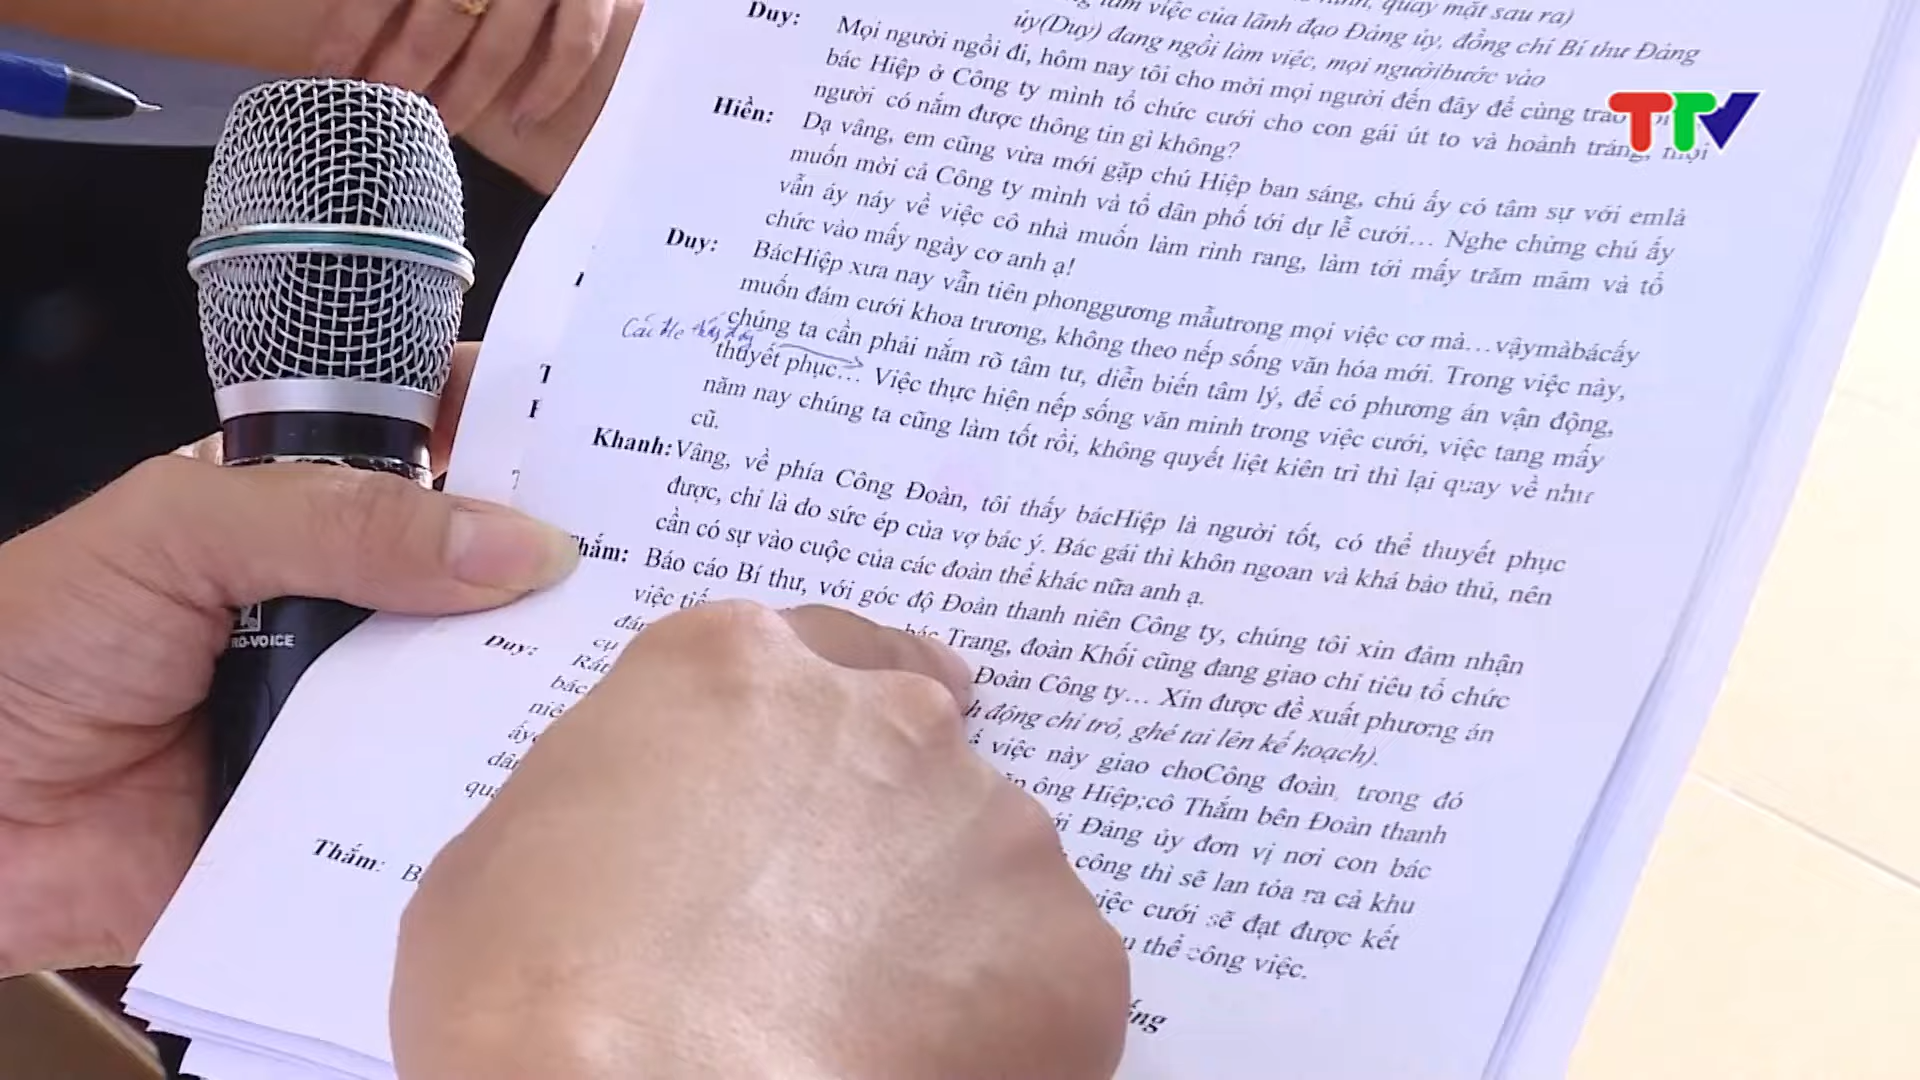 quay mặt sau ra)
làm việc của lãnh đạo Đảng ủy, đồng chí Bí thư Đảng
ủy(Duy) đang ngồi làm việc, mọi ngườibước vào
Duy: Mọi người ngồi đi, hôm nay tôi cho mời mọi người đến đây để cùng trao
bác Hiệp ở Công ty mình tổ chức cưới cho con gái út to và hoành tráng, mọi
người có nắm được thông tin gì không?
Hiền: Dạ vâng, em cũng vừa mới gặp chú Hiệp ban sáng, chú ấy có tâm sự với emlà
muốn mời cả Công ty mình và tổ dân phố tới dự lễ cưới... Nghe chừng chú ấy
vẫn áy náy về việc cô nhà muốn làm rình rang, làm tới mấy trăm mâm và tổ
chức vào mấy ngày cơ anh ạ!
Duy: BácHiệp xưa nay vẫn tiên phonggương mẫutrong mọi việc cơ mà...vậymàbácấy
muốn đám cưới khoa trương, không theo nếp sống văn hóa mới. Trong việc này,
chúng ta cần phải nắm rõ tâm tư, diễn biến tâm lý, để có phương án vận động,
thuyết phục... Việc thực hiện nếp sống văn minh trong việc cưới, việc tang mấy
năm nay chúng ta cũng làm tốt rồi, không quyết liệt kiên trì thì lại quay về như
cũ.
Khanh:Vâng, về phía Công Đoàn, tôi thấy bácHiệp là người tốt, có thể thuyết phục
được, chỉ là do sức ép của vợ bác ý. Bác gái thì khôn ngoan và khá bảo thủ, nên
cần có sự vào cuộc của các đoàn thể khác nữa anh ạ.
Thắm: Báo cáo Bí thư, với góc độ Đoàn thanh niên Công ty, chúng tôi xin đảm nhận
việc bác Trang, đoàn Khối cũng đang giao chỉ tiêu tổ chức
Đoàn Công ty... Xin được đề xuất phương án
động chỉ trỏ, ghé tai lên kế hoạch).
Duy: việc này giao choCông đoàn, trong đó
ông Hiệp;cô Thắm bên Đoàn thanh
Đảng ủy đơn vị nơi con bác
công thì sẽ lan tỏa ra cả khu
việc cưới sẽ đạt được kết
thể công việc.
Thắm:
TTV
RO-VOICE